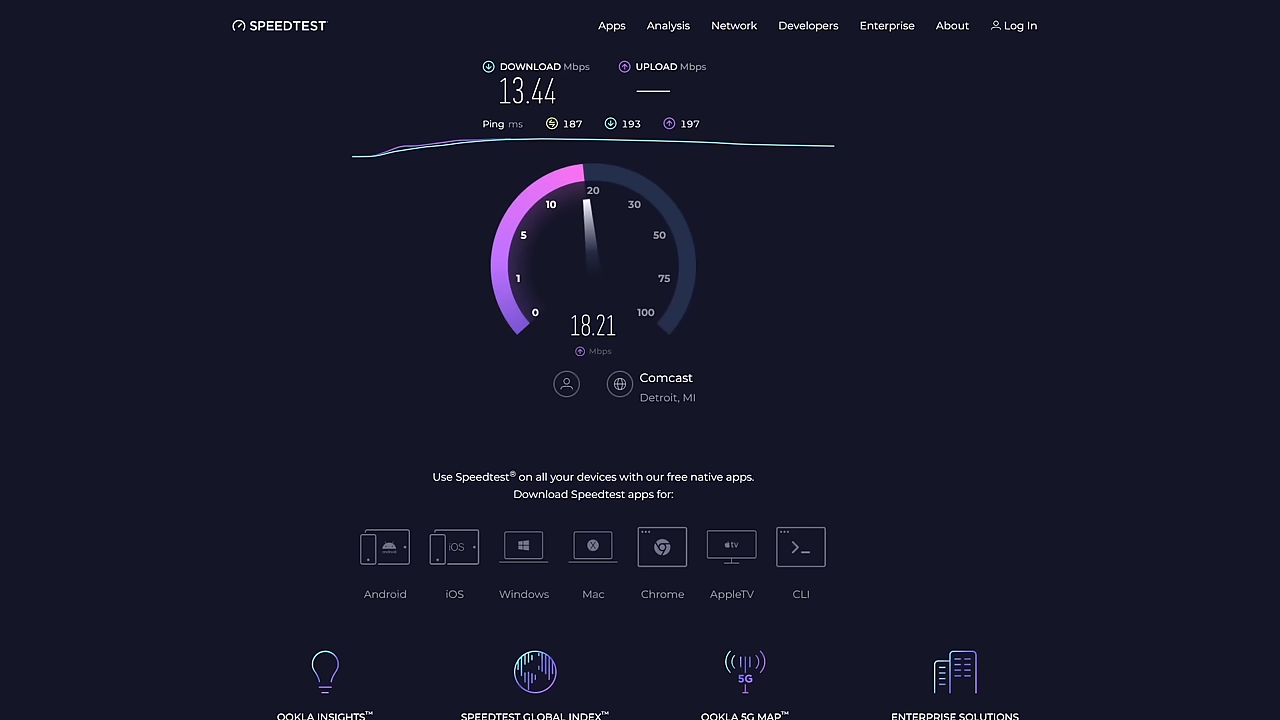 SPEEDTEST
Apps Analysis Network Developers Enterprise About Log In
DOWNLOAD Mbps UPLOAD Mbps
13.44 —
Ping ms 187 193 197
20
10 30
5 50
1 75
0 100
18.21
Mbps
Comcast
Detroit, MI
Use Speedtest® on all your devices with our free native apps.
Download Speedtest apps for:
android iOS X tv >_
Android iOS Windows Mac Chrome AppleTV CLI
5G
OOKLA INSIGHTS™ SPEEDTEST GLOBAL INDEX™ OOKLA 5G MAP™ ENTERPRISE SOLUTIONS